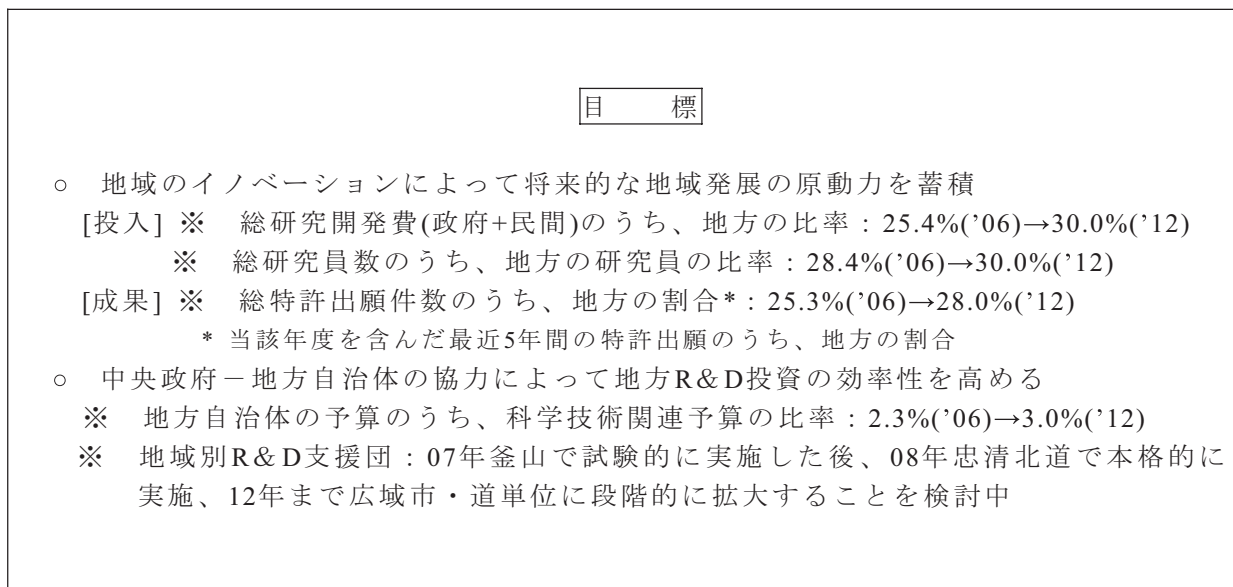 目　標
○　地域のイノベーションによって将来的な地域発展の原動力を蓄積
[投入] ※　総研究開発費(政府+民間)のうち、地方の比率：25.4%('06)→30.0%('12)
※　総研究員数のうち、地方の研究員の比率：28.4%('06)→30.0%('12)
[成果] ※　総特許出願件数のうち、地方の割合*：25.3%('06)→28.0%('12)
* 当該年度を含んだ最近5年間の特許出願のうち、地方の割合
○　中央政府－地方自治体の協力によって地方R＆D投資の効率性を高める
※　地方自治体の予算のうち、科学技術関連予算の比率：2.3%('06)→3.0%('12)
※　地域別R＆D支援団：07年釜山で試験的に実施した後、08年忠清北道で本格的に
実施、12年まで広域市・道単位に段階的に拡大することを検討中